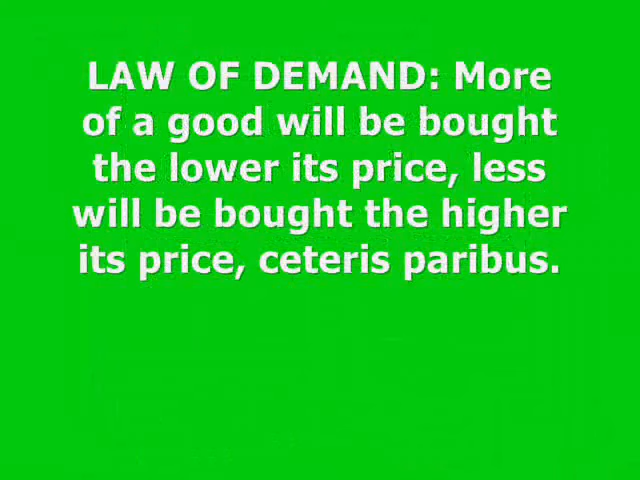 LAW OF DEMAND: More
of a good will be bought
the lower its price, less
will be bought the higher
its price, ceteris paribus.